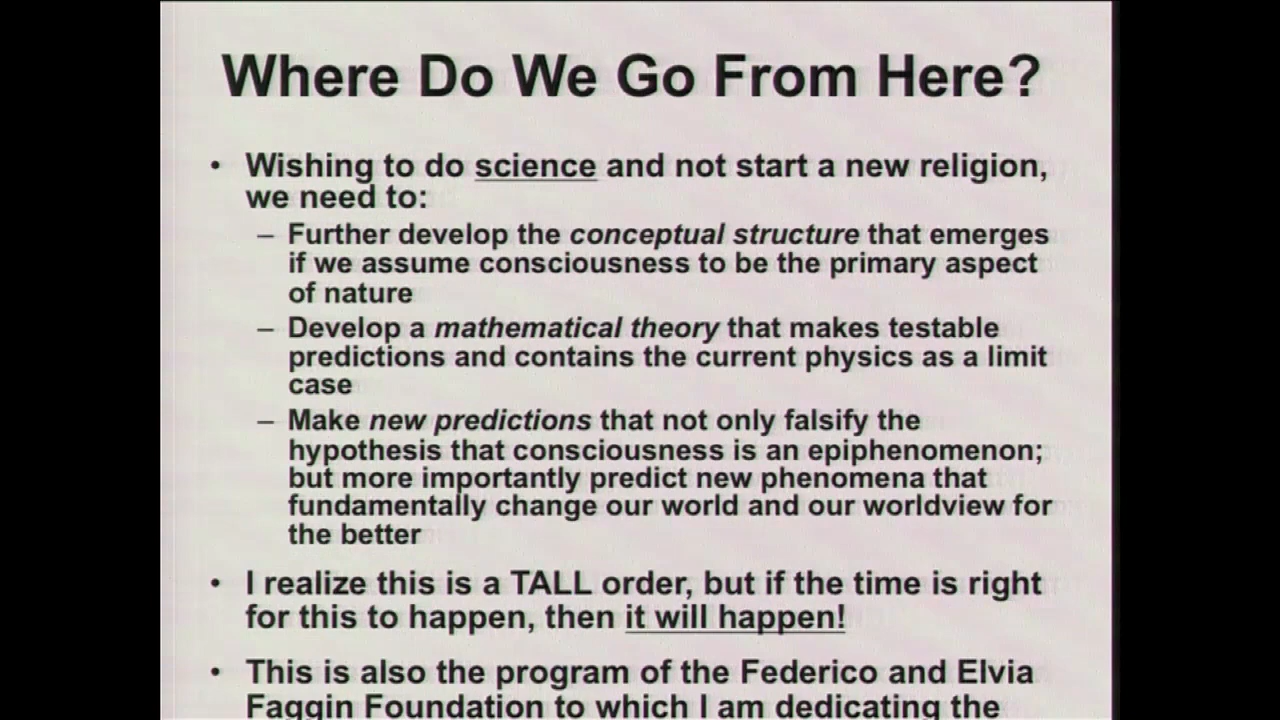 Where Do We Go From Here?
• Wishing to do science and not start a new religion,
we need to:
– Further develop the conceptual structure that emerges
if we assume consciousness to be the primary aspect
of nature
– Develop a mathematical theory that makes testable
predictions and contains the current physics as a limit
case
– Make new predictions that not only falsify the
hypothesis that consciousness is an epiphenomenon;
but more importantly predict new phenomena that
fundamentally change our world and our worldview for
the better
• I realize this is a TALL order, but if the time is right
for this to happen, then it will happen!
• This is also the program of the Federico and Elvia
Faggin Foundation to which I am dedicating the